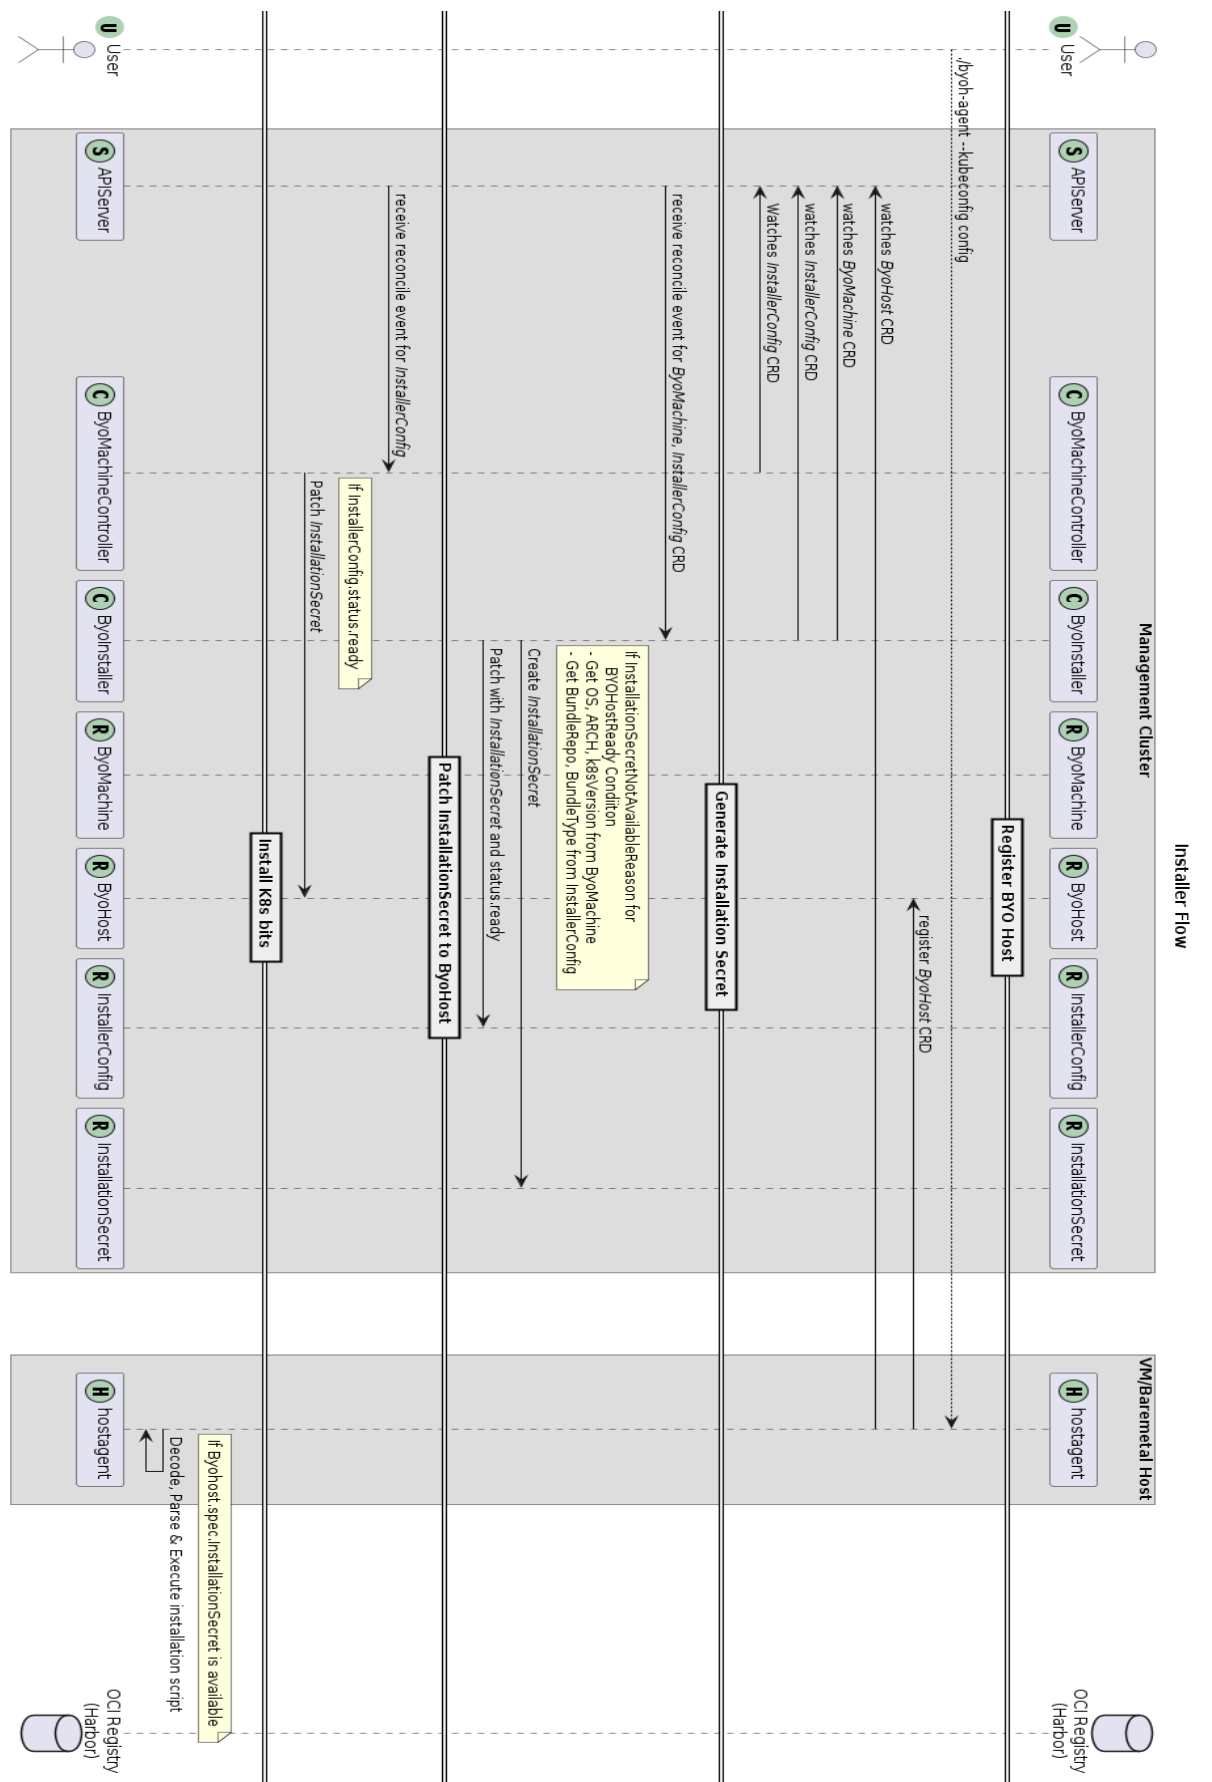 Installer Flow
Management Cluster
VM/Baremetal Host
U
User
S APIServer
C ByoMachineController
C ByoInstaller
R ByoMachine
R ByoHost
R InstallerConfig
R InstallationSecret
H hostagent
OCI Registry
(Harbor)
Register BYO Host
./byoh-agent --kubeconfig config
register ByoHost CRD
watches ByoHost CRD
watches ByoMachine CRD
watches InstallerConfig CRD
Watches InstallerConfig CRD
Generate Installation Secret
receive reconcile event for ByoMachine, InstallerConfig CRD
If InstallationSecretNotAvailableReason for
BYOHostReady Conditon
- Get OS, ARCH, k8sVersion from ByoMachine
- Get BundleRepo, BundleType from InstallerConfig
Create InstallationSecret
Patch with InstallationSecret and status.ready
Patch InstallationSecret to ByoHost
receive reconcile event for InstallerConfig
If InstallerConfig.status.ready
Patch InstallationSecret
Install K8s bits
If Byohost.spec.InstallationSecret is available
Decode, Parse & Execute installation script
U
User
S APIServer
C ByoMachineController
C ByoInstaller
R ByoMachine
R ByoHost
R InstallerConfig
R InstallationSecret
H hostagent
OCI Registry
(Harbor)